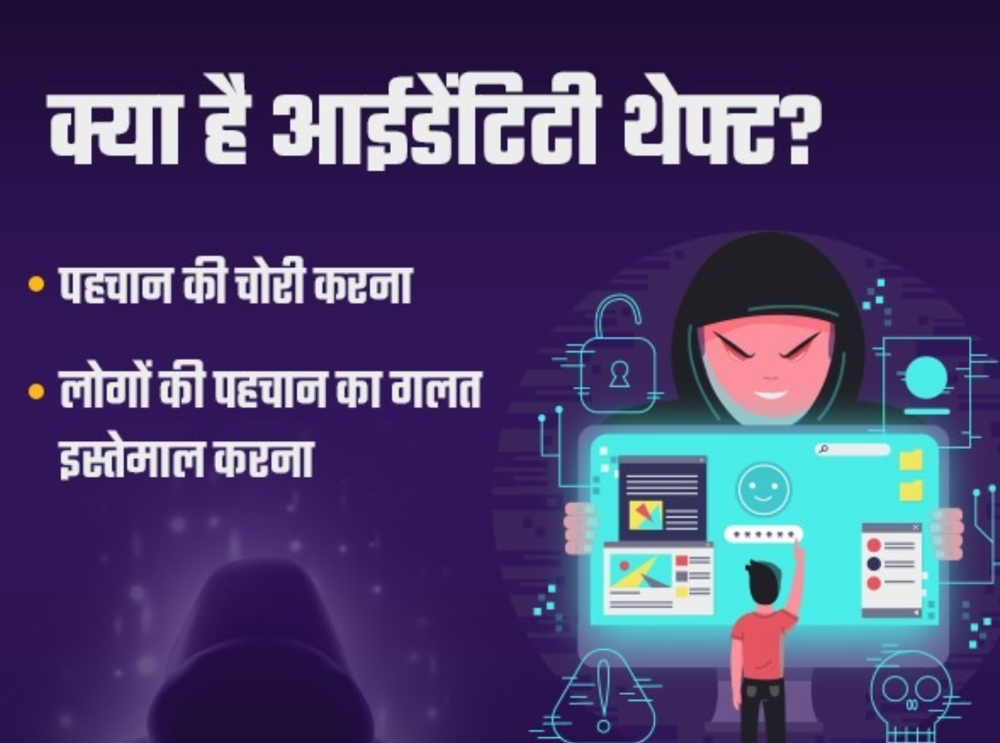 क्या है आईडेंटिटी थेफ्ट?
• पहचान की चोरी करना
• लोगों की पहचान का गलत
इस्तेमाल करना
******